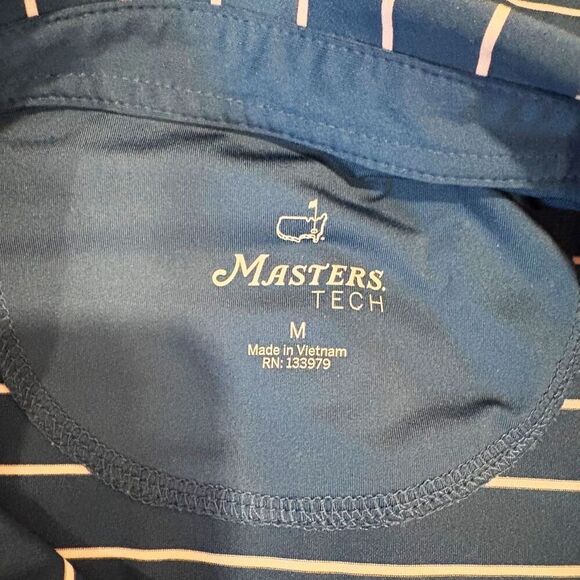 MASTERS
TECH
M
Made in Vietnam
RN: 133979